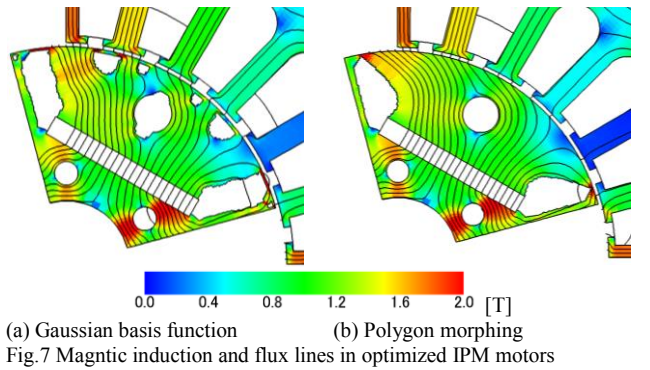 0.0 0.4 0.8 1.2 1.6 2.0 [T]
(a) Gaussian basis function (b) Polygon morphing
Fig.7 Magntic induction and flux lines in optimized IPM motors